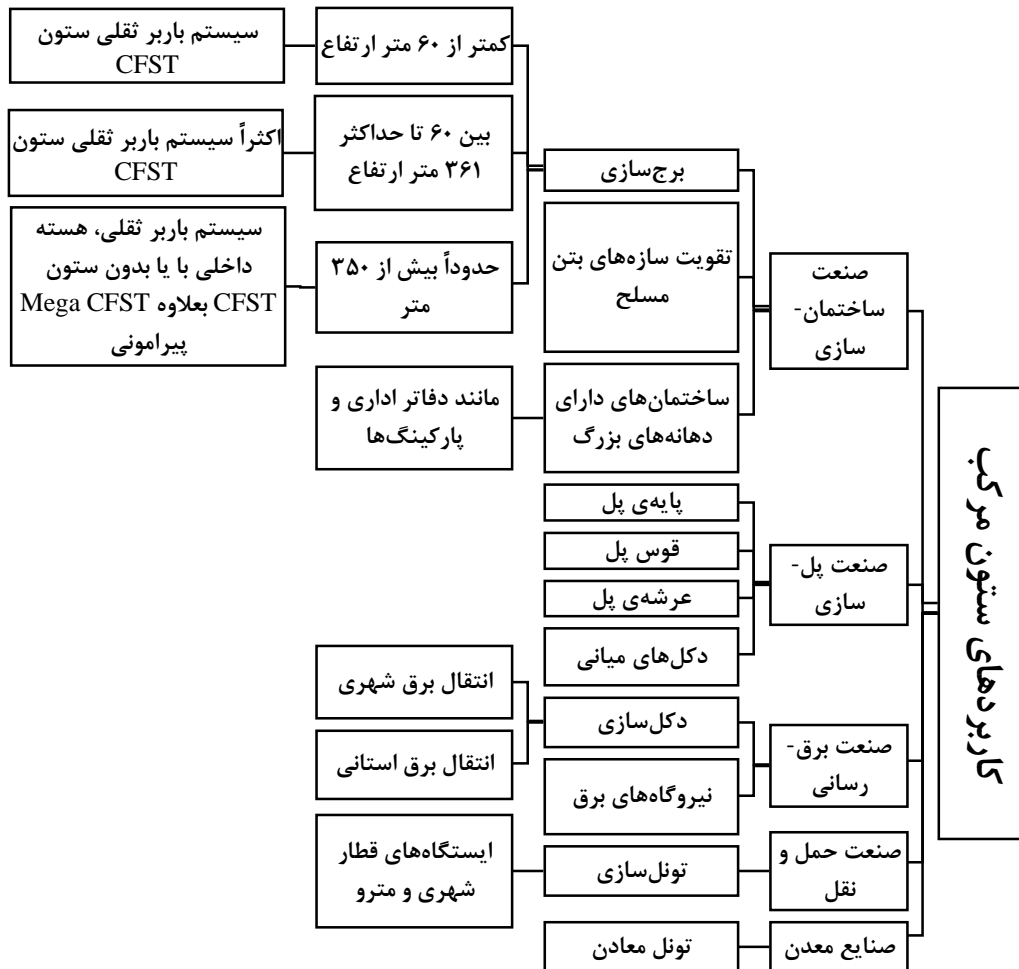 کاربردهای ستون مرکب
صنعت
ساختمان-
سازی
برج‌سازی
کمتر از ۶۰ متر ارتفاع
سیستم باربر ثقلی ستون
CFST
بین ۶۰ تا حداکثر
۳۶۱ متر ارتفاع
اکثراً سیستم باربر ثقلی ستون
CFST
حدوداً بیش از ۳۵۰
متر
سیستم باربر ثقلی، هسته
داخلی با یا بدون ستون
CFST بعلاوه Mega CFST
پیرامونی
تقویت سازه‌های بتن
مسلح
ساختمان‌های دارای
دهانه‌های بزرگ
مانند دفاتر اداری و
پارکینگ‌ها
صنعت پل-
سازی
پایه‌ی پل
قوس پل
عرشه‌ی پل
دکل‌های میانی
صنعت برق-
رسانی
دکل‌سازی
انتقال برق شهری
انتقال برق استانی
نیروگاه‌های برق
صنعت حمل و
نقل
تونل‌سازی
ایستگاه‌های قطار
شهری و مترو
صنایع معدن
تونل معادن